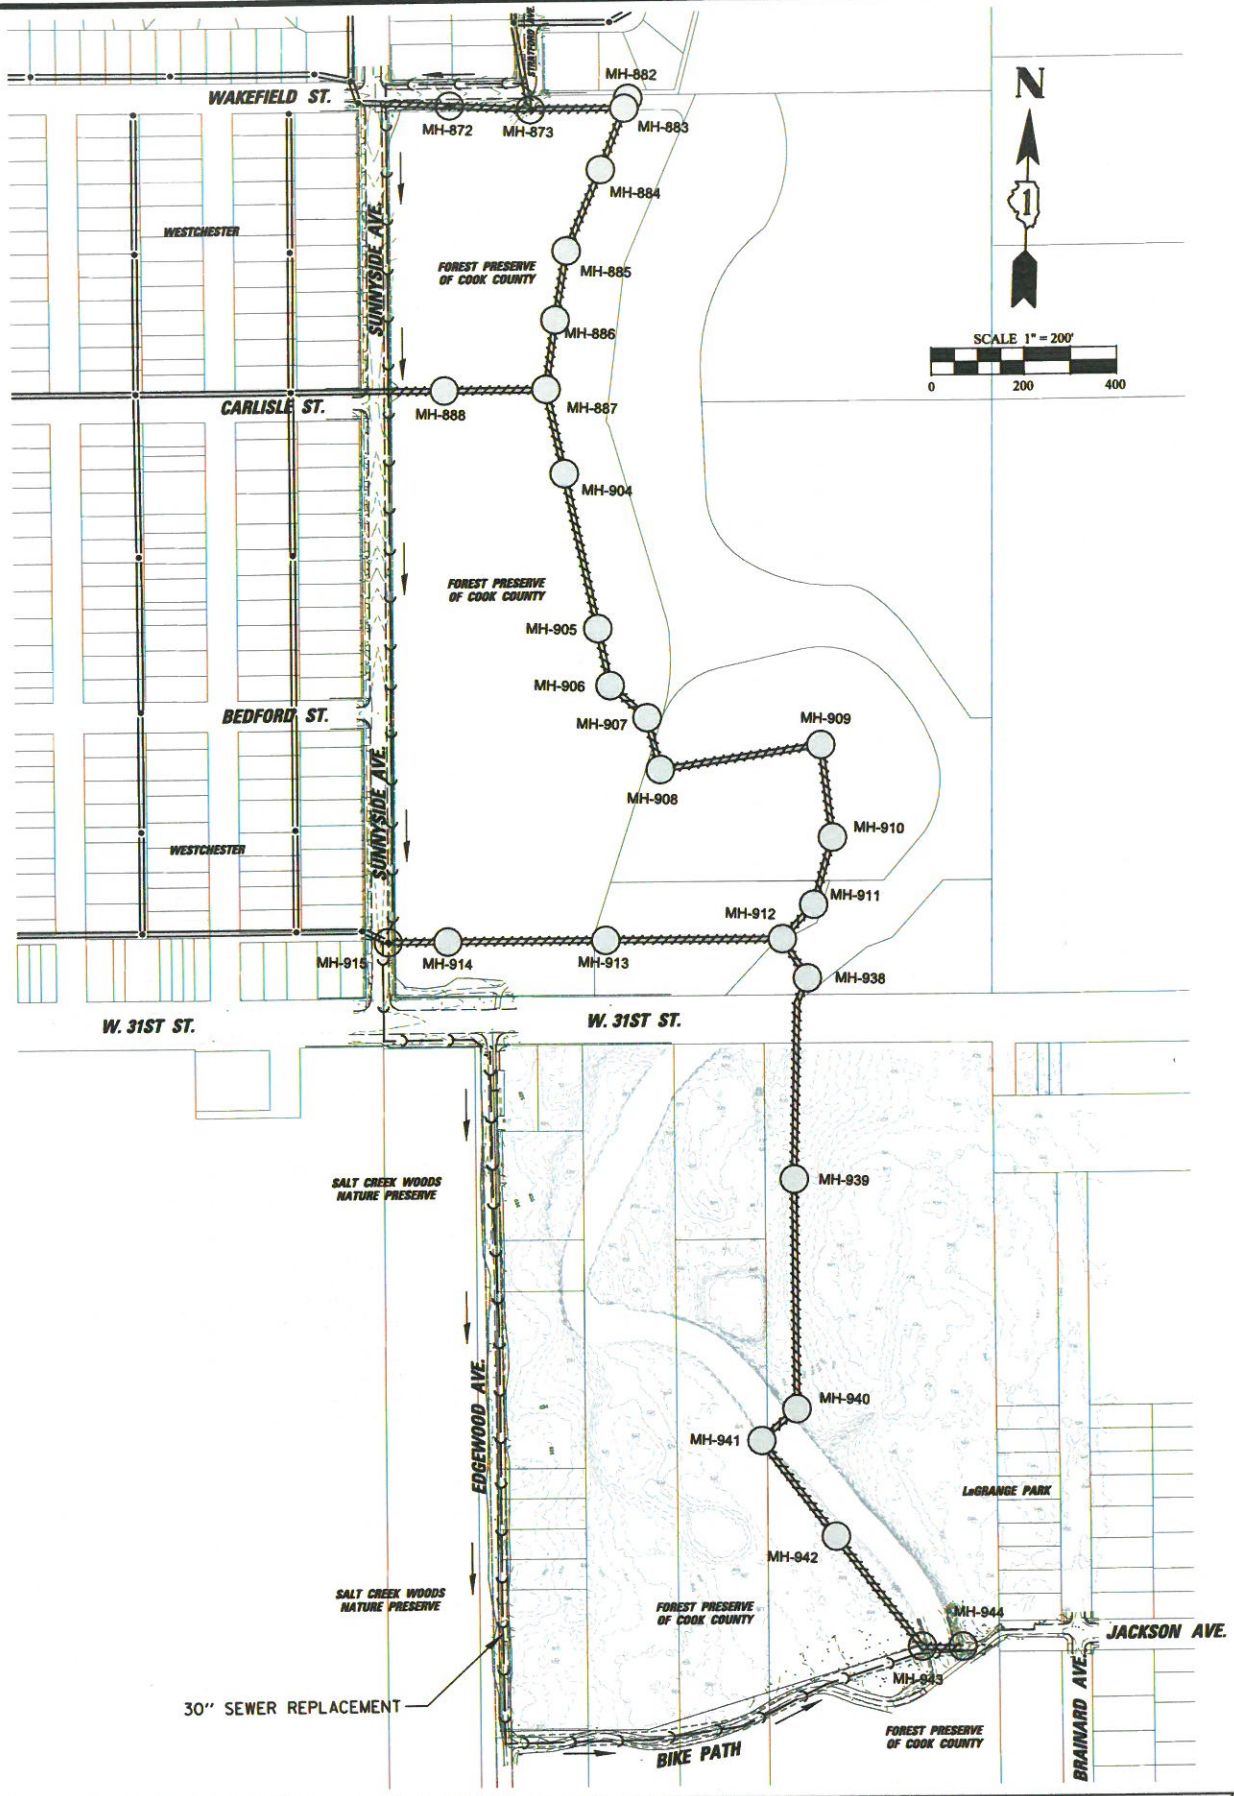 STRATFORD AVE.
MH-882
WAKEFIELD ST.
N
MH-872
MH-873
MH-883
MH-884
1
WESTCHESTER
SUNNYSIDE AVE.
FOREST PRESERVE
OF COOK COUNTY
MH-885
MH-886
SCALE 1" = 200'
0
200
400
CARLISLE ST.
MH-888
MH-887
MH-904
FOREST PRESERVE
OF COOK COUNTY
MH-905
MH-906
BEDFORD ST.
MH-907
MH-909
SUNNYSIDE AVE.
MH-908
MH-910
WESTCHESTER
MH-911
MH-912
MH-915
MH-914
MH-913
MH-938
W. 31ST ST.
W. 31ST ST.
SALT CREEK WOODS
NATURE PRESERVE
MH-939
EDGEWOOD AVE.
MH-940
MH-941
LaGRANGE PARK
MH-942
SALT CREEK WOODS
NATURE PRESERVE
FOREST PRESERVE
OF COOK COUNTY
MH-944
JACKSON AVE.
MH-943
30" SEWER REPLACEMENT
BRAINARD AVE.
FOREST PRESERVE
OF COOK COUNTY
BIKE PATH